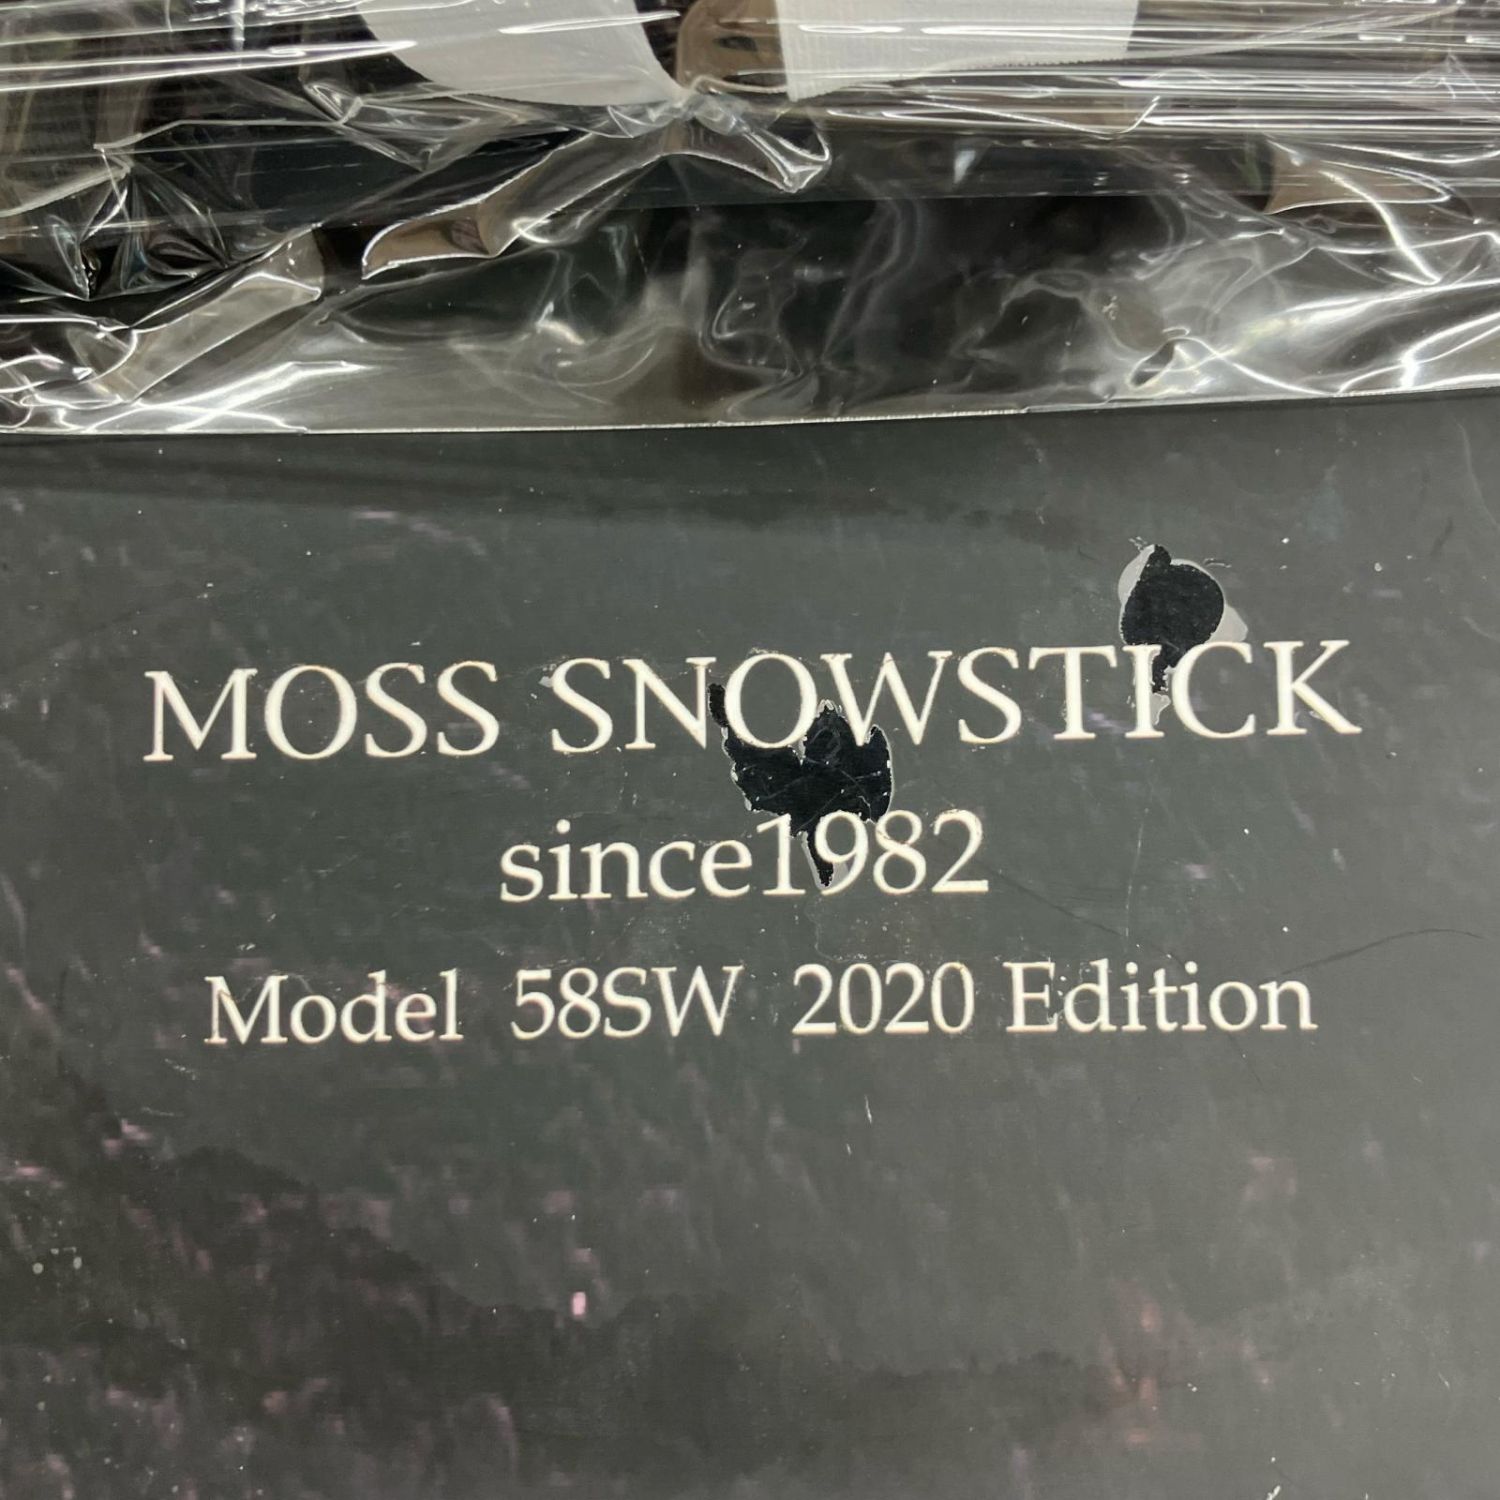 MOSS SNOWSTICK
since1982
Model 58SW 2020 Edition